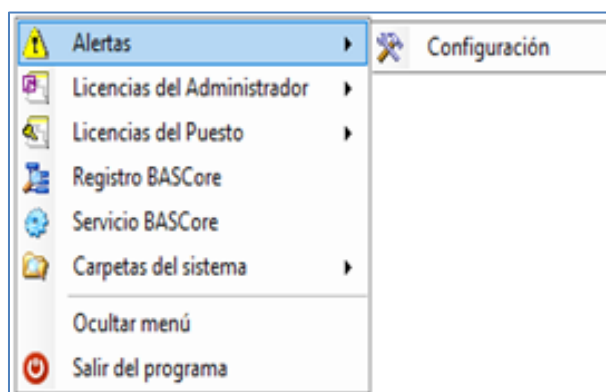 Alertas
Configuración
Licencias del Administrador
Licencias del Puesto
Registro BASCore
Servicio BASCore
Carpetas del sistema
Ocultar menú
Salir del programa